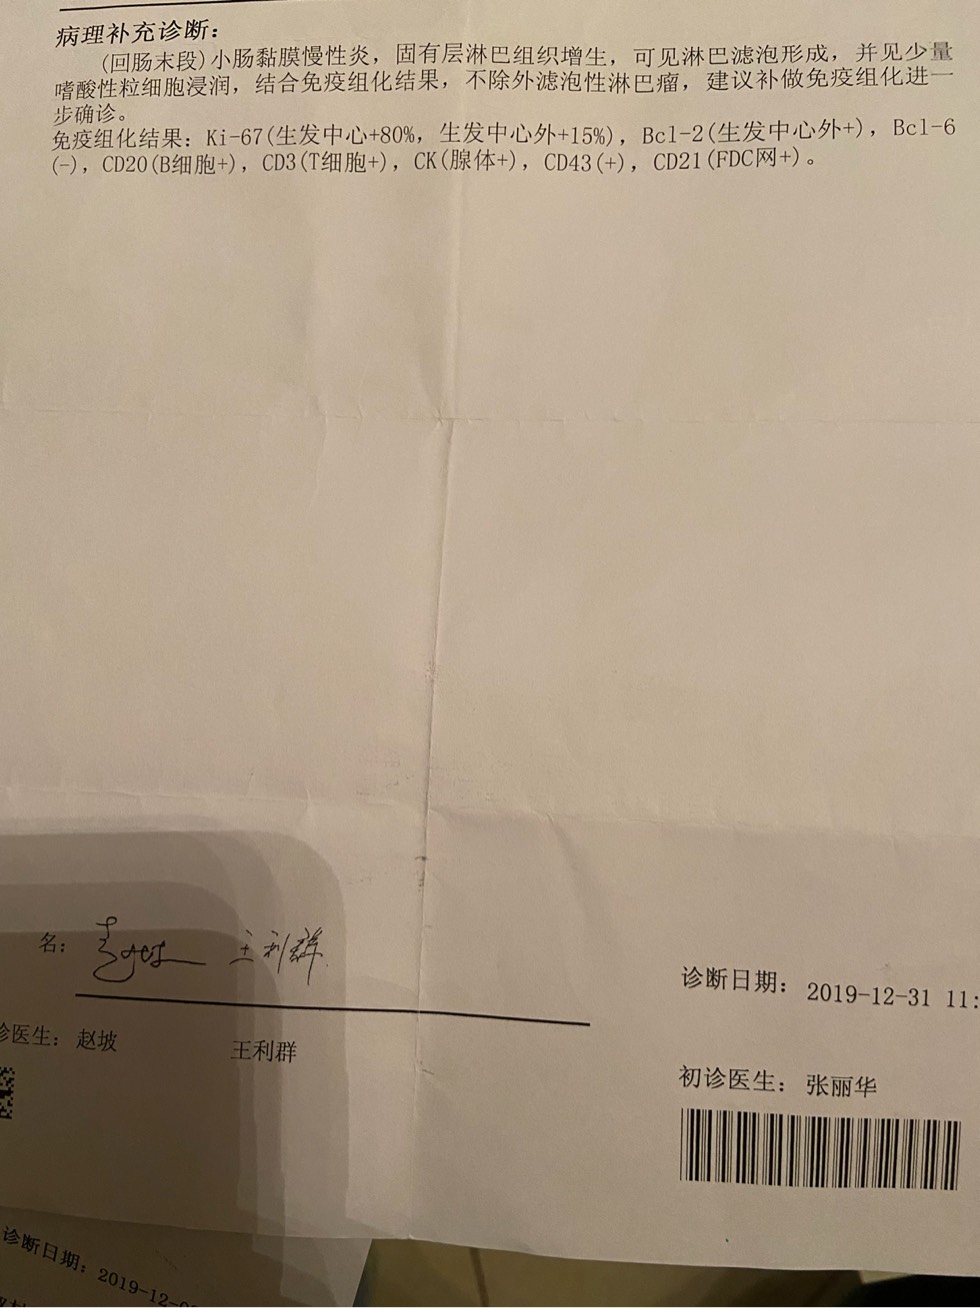 病理补充诊断：
(回肠末段)小肠黏膜慢性炎，固有层淋巴组织增生，可见淋巴滤泡形成，并见少量
嗜酸性粒细胞浸润，结合免疫组化结果，不除外滤泡性淋巴瘤，建议补做免疫组化进一
步确诊。
免疫组化结果：Ki-67(生发中心+80%，生发中心外+15%)，Bcl-2(生发中心外+)，Bcl-6
(-)，CD20(B细胞+)，CD3(T细胞+)，CK(腺体+)，CD43(+)，CD21(FDC网+)。
名： 王利群
诊断日期： 2019-12-31 11:
诊医生：赵坡 王利群
初诊医生： 张丽华
诊断日期：2019-12-0